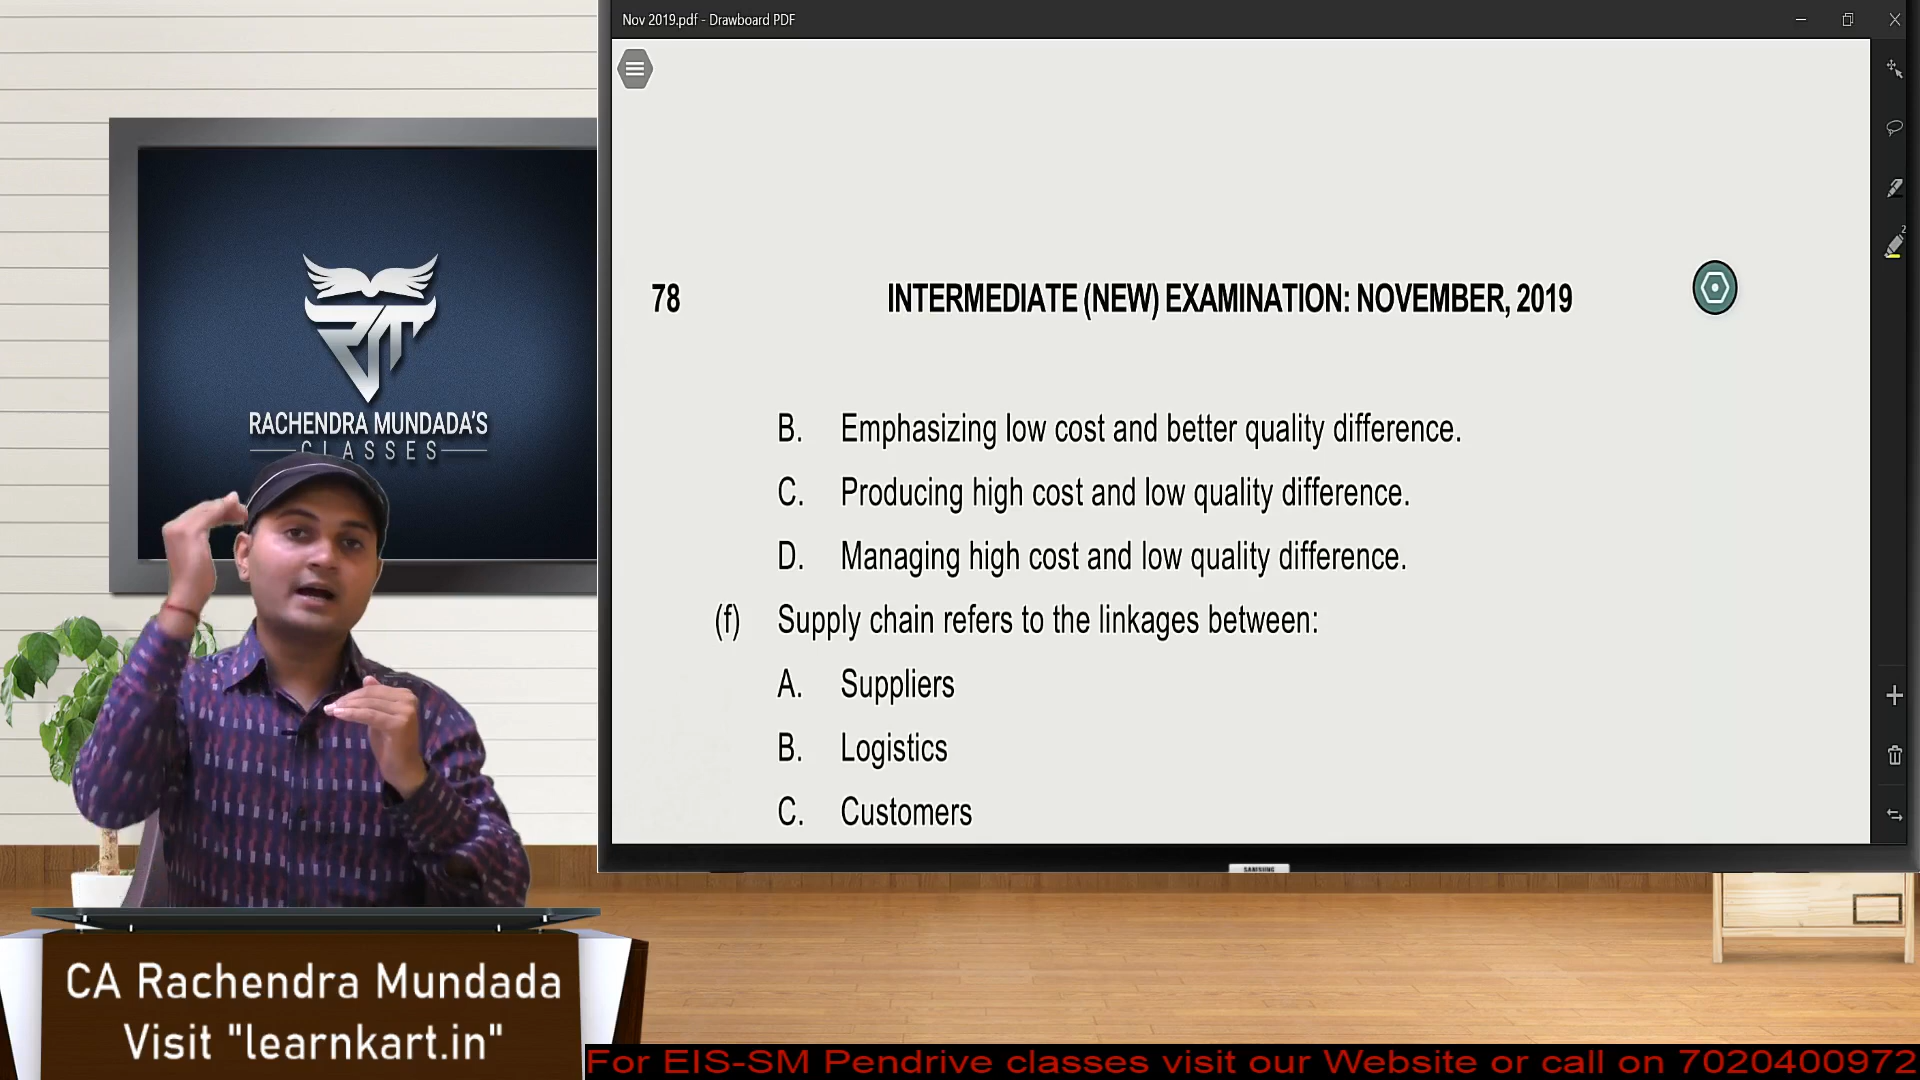 Nov 2019.pdf - Drawboard PDF
78
INTERMEDIATE (NEW) EXAMINATION: NOVEMBER, 2019
B. Emphasizing low cost and better quality difference.
C. Producing high cost and low quality difference.
D. Managing high cost and low quality difference.
(f) Supply chain refers to the linkages between:
A. Suppliers
B. Logistics
C. Customers
2
SAMSUNG
RACHENDRA MUNDADA'S
CLASSES
CA Rachendra Mundada
Visit "learnkart.in"
For EIS-SM Pendrive classes visit our Website or call on 7020400972